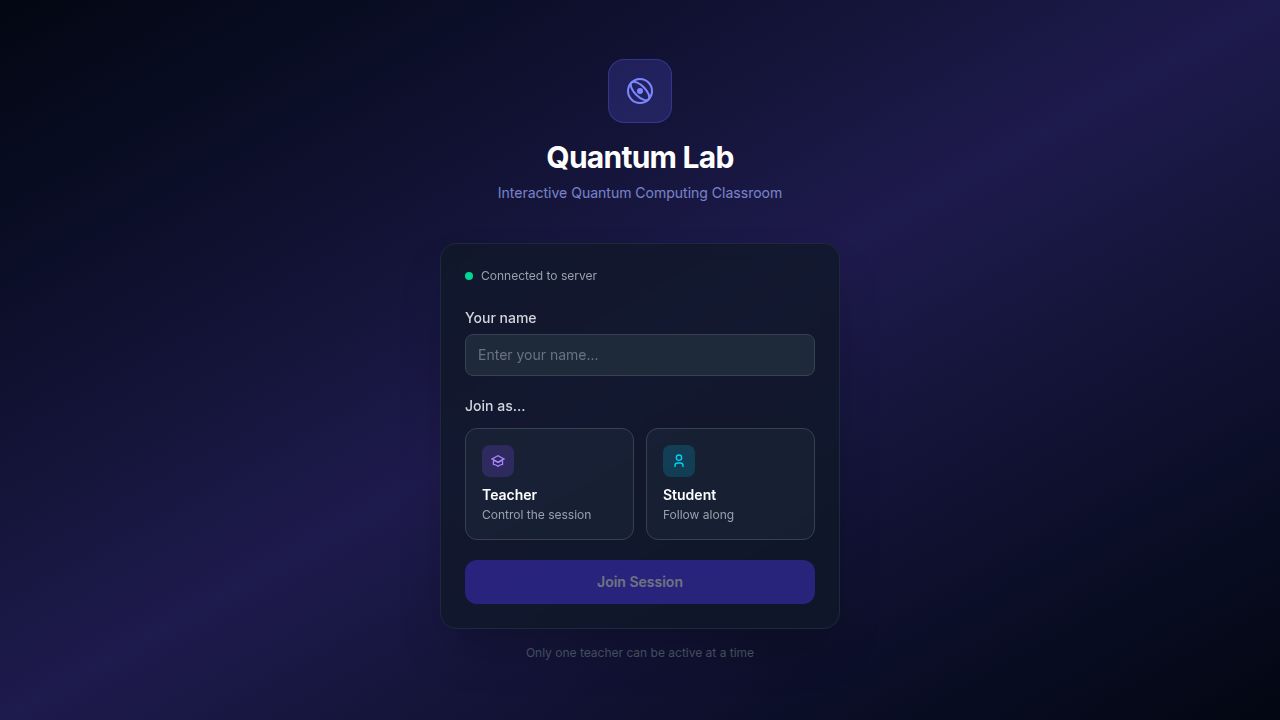 Quantum Lab
Interactive Quantum Computing Classroom
Connected to server
Your name
Enter your name...
Join as...
Teacher
Control the session
Student
Follow along
Join Session
Only one teacher can be active at a time